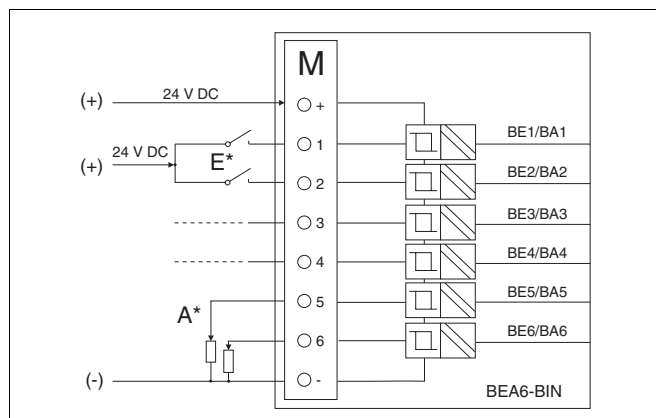 M
(+)
24 V DC
+
1
BE1/BA1
(+)
24 V DC
E*
2
BE2/BA2
3
BE3/BA3
4
BE4/BA4
A*
5
BE5/BA5
6
BE6/BA6
(-)
-
BEA6-BIN